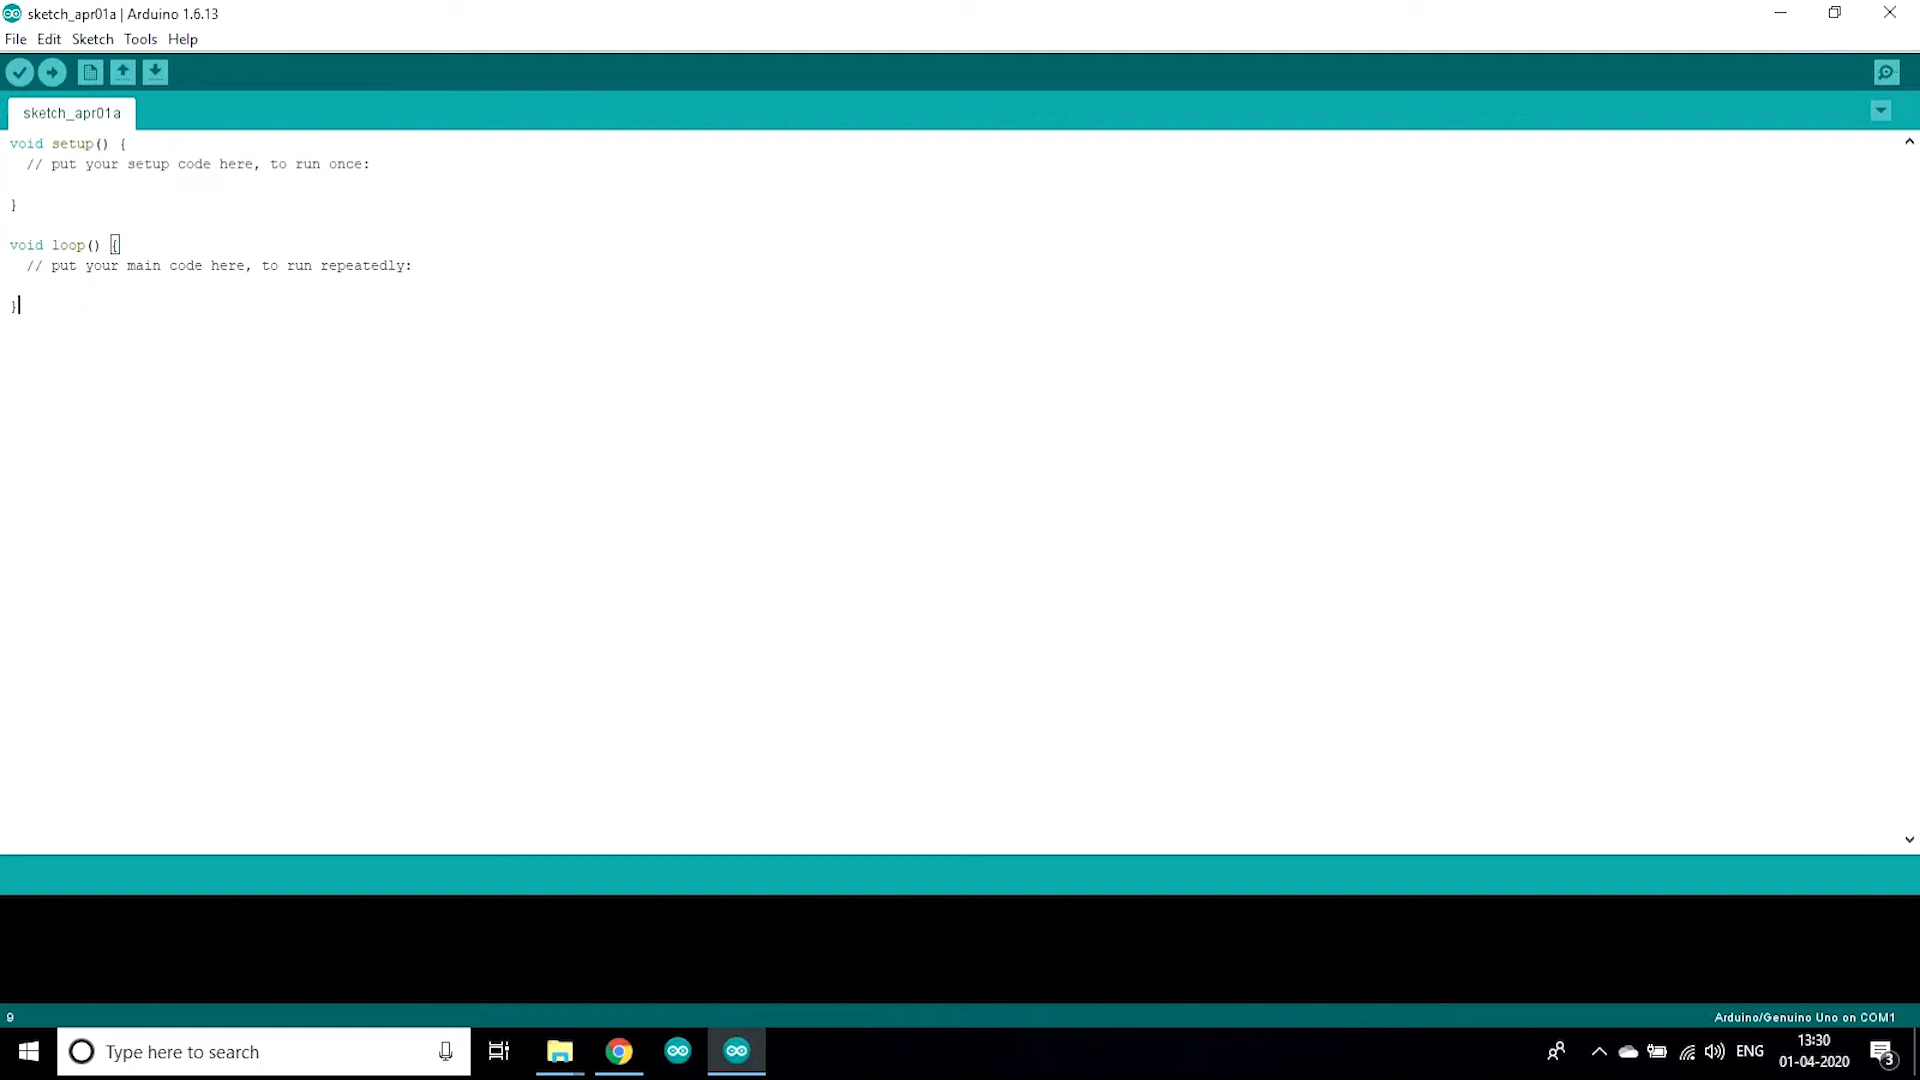 sketch_apr01a | Arduino 1.6.13
File Edit Sketch Tools Help
sketch_apr01a
void setup() {
// put your setup code here, to run once:
}
void loop() {
// put your main code here, to run repeatedly:
}
9
Arduino/Genuino Uno on COM1
Type here to search
ENG
13:30
01-04-2020
3